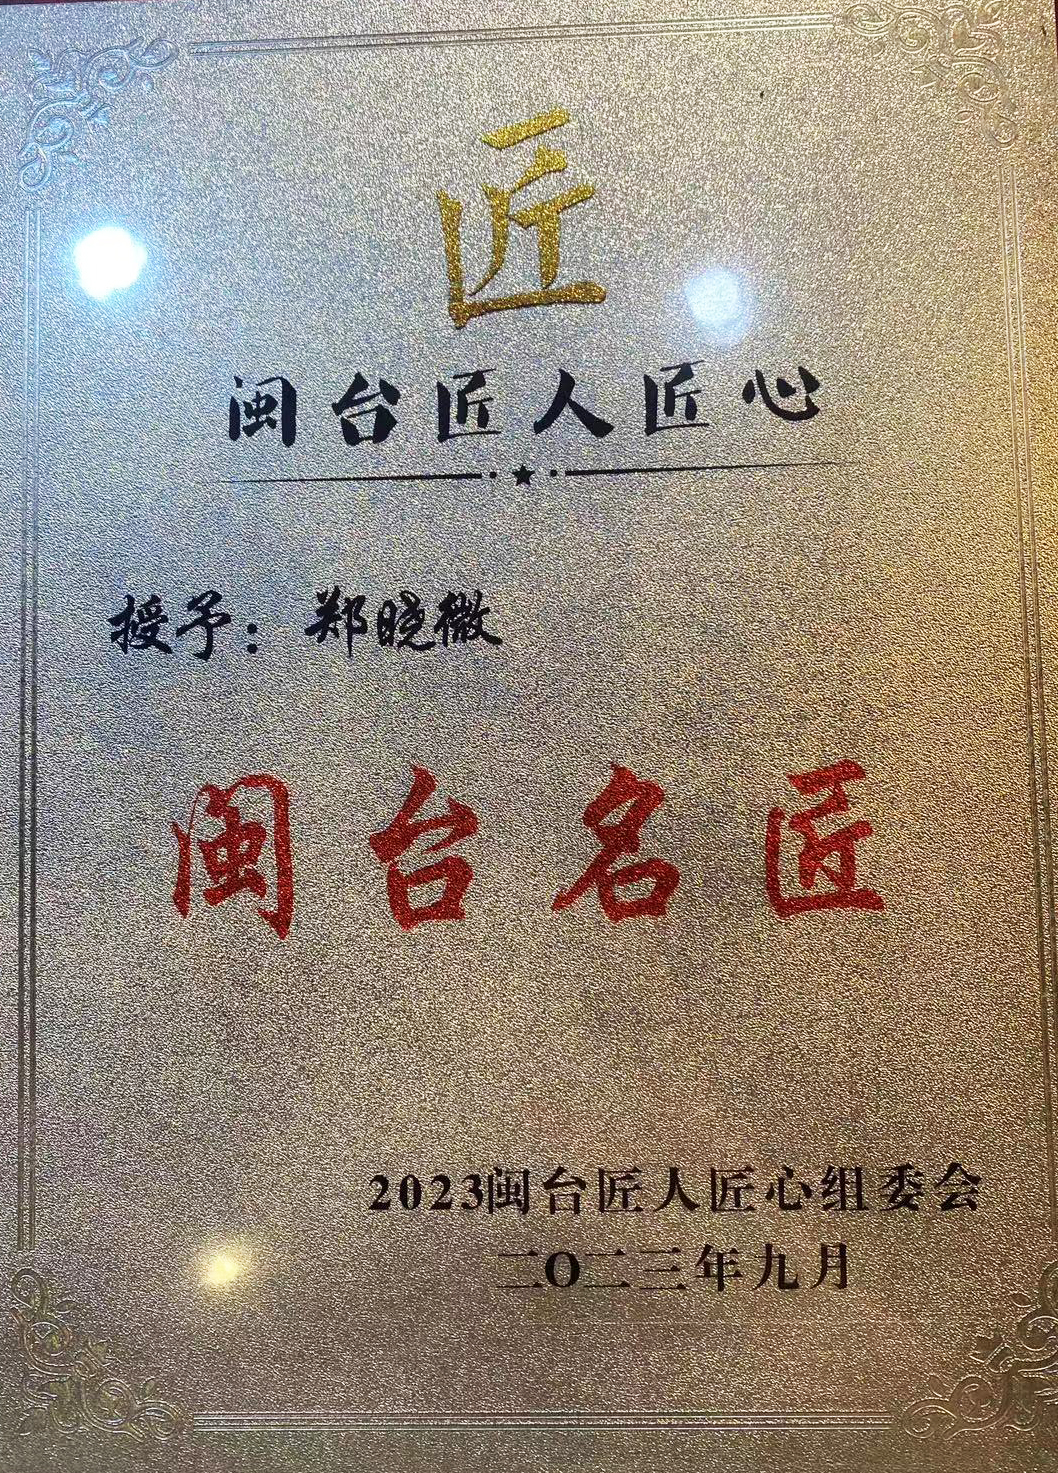 匠
闽台匠人匠心
授予：郑晓微
闽台名匠
2023闽台匠人匠心组委会
二O二三年九月